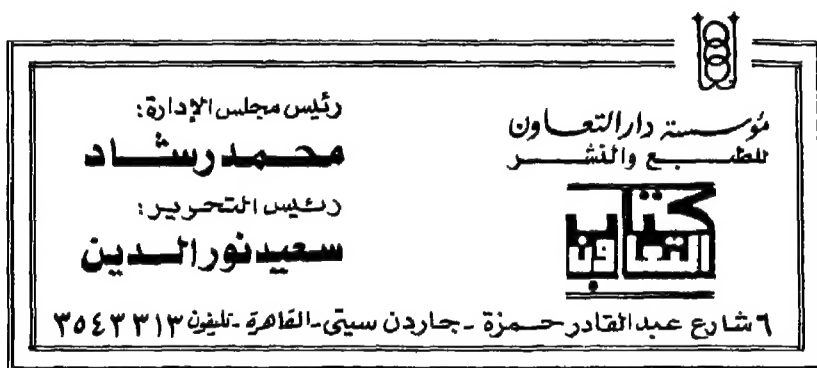 مؤسسة دار التعاون
للطبع والنشر
كتاب
التعاون
رئيس مجلس الإدارة:
محمد رشاد
رئيس التحرير:
سعيد نور الدين
٦ شارع عبد القادر حمزة - جاردن سيتى - القاهرة - تليفون ٣٥٤٣٣١٣